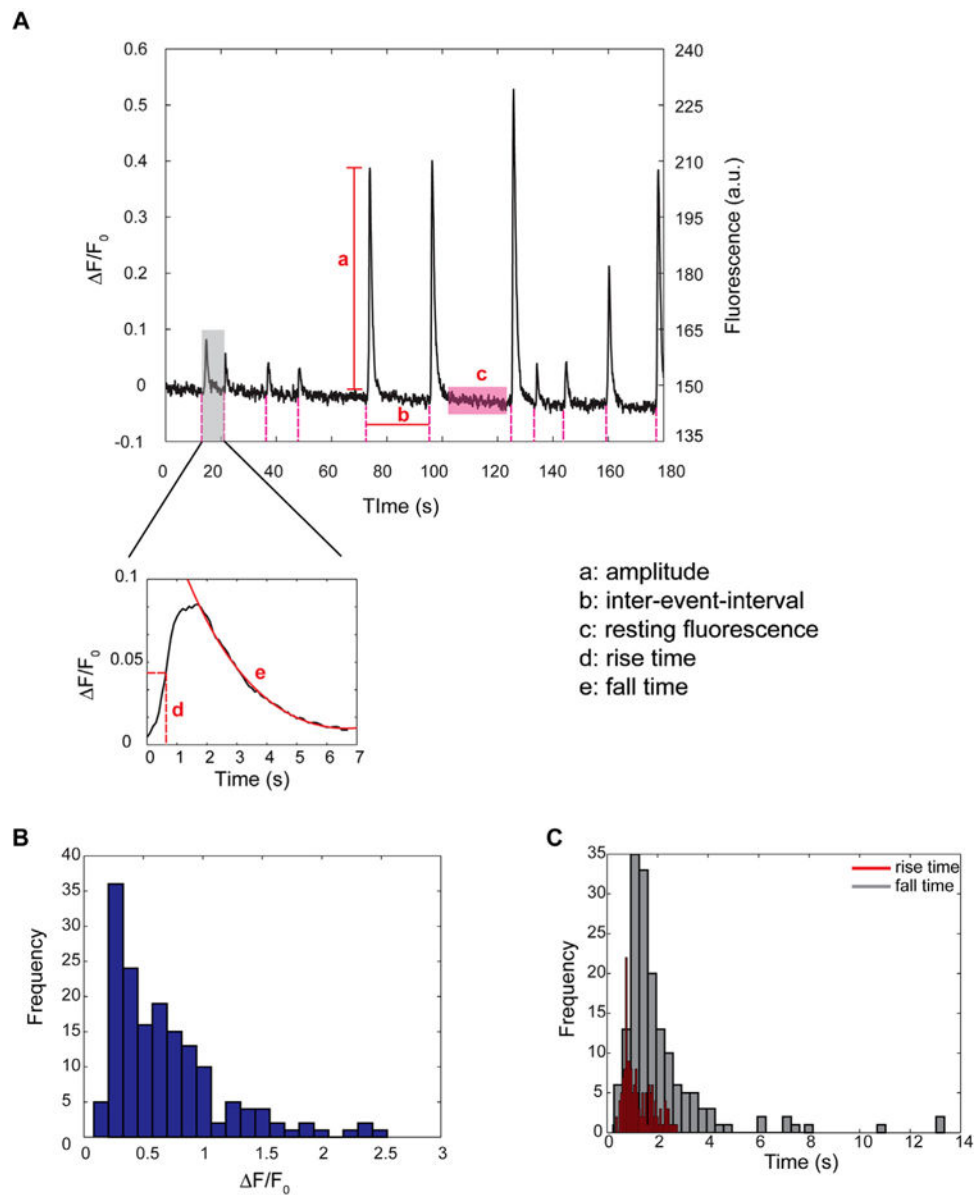 A
0.6
0.5
0.4
0.3
0.2
0.1
0
-0.1
ΔF/F0
240
225
210
195
180
165
150
135
Fluorescence (a.u.)
a
b
c
0 20 40 60 80 100 120 140 160 180
TIme (s)
0.1
0.05
0
ΔF/F0
d
e
0 1 2 3 4 5 6 7
Time (s)
a: amplitude
b: inter-event-interval
c: resting fluorescence
d: rise time
e: fall time
B
40
35
30
25
20
15
10
5
0
Frequency
0 0.5 1 1.5 2 2.5 3
ΔF/F0
C
35
30
25
20
15
10
5
0
Frequency
rise time
fall time
0 2 4 6 8 10 12 14
Time (s)